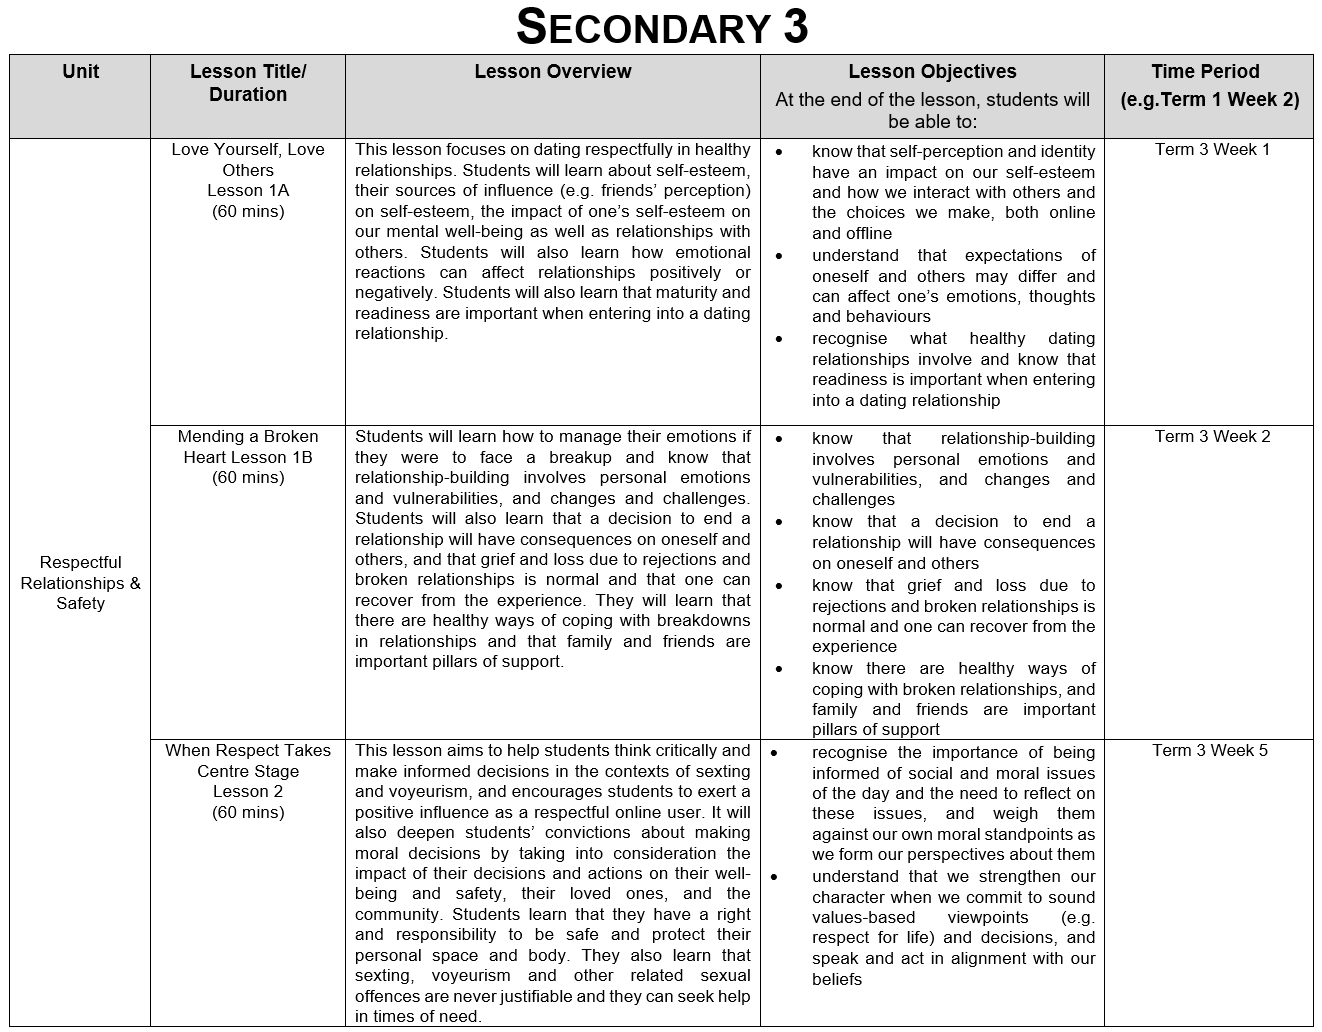 SECONDARY 3
Unit
Lesson Title/
Duration
Lesson Overview
Lesson Objectives
At the end of the lesson, students will
be able to:
Time Period
(e.g.Term 1 Week 2)
Respectful
Relationships &
Safety
Love Yourself, Love
Others
Lesson 1A
(60 mins)
This lesson focuses on dating respectfully in healthy
relationships. Students will learn about self-esteem,
their sources of influence (e.g. friends’ perception)
on self-esteem, the impact of one’s self-esteem on
our mental well-being as well as relationships with
others. Students will also learn how emotional
reactions can affect relationships positively or
negatively. Students will also learn that maturity and
readiness are important when entering into a dating
relationship.
• know that self-perception and identity
have an impact on our self-esteem
and how we interact with others and
the choices we make, both online
and offline
• understand that expectations of
oneself and others may differ and
can affect one’s emotions, thoughts
and behaviours
• recognise what healthy dating
relationships involve and know that
readiness is important when entering
into a dating relationship
Term 3 Week 1
Mending a Broken
Heart Lesson 1B
(60 mins)
Students will learn how to manage their emotions if
they were to face a breakup and know that
relationship-building involves personal emotions
and vulnerabilities, and changes and challenges.
Students will also learn that a decision to end a
relationship will have consequences on oneself and
others, and that grief and loss due to rejections and
broken relationships is normal and that one can
recover from the experience. They will learn that
there are healthy ways of coping with breakdowns
in relationships and that family and friends are
important pillars of support.
• know that relationship-building
involves personal emotions and
vulnerabilities, and changes and
challenges
• know that a decision to end a
relationship will have consequences
on oneself and others
• know that grief and loss due to
rejections and broken relationships is
normal and one can recover from the
experience
• know there are healthy ways of
coping with broken relationships, and
family and friends are important
pillars of support
Term 3 Week 2
When Respect Takes
Centre Stage
Lesson 2
(60 mins)
This lesson aims to help students think critically and
make informed decisions in the contexts of sexting
and voyeurism, and encourages students to exert a
positive influence as a respectful online user. It will
also deepen students’ convictions about making
moral decisions by taking into consideration the
impact of their decisions and actions on their well-
being and safety, their loved ones, and the
community. Students learn that they have a right
and responsibility to be safe and protect their
personal space and body. They also learn that
sexting, voyeurism and other related sexual
offences are never justifiable and they can seek help
in times of need.
• recognise the importance of being
informed of social and moral issues
of the day and the need to reflect on
these issues, and weigh them
against our own moral standpoints as
we form our perspectives about them
• understand that we strengthen our
character when we commit to sound
values-based viewpoints (e.g.
respect for life) and decisions, and
speak and act in alignment with our
beliefs
Term 3 Week 5